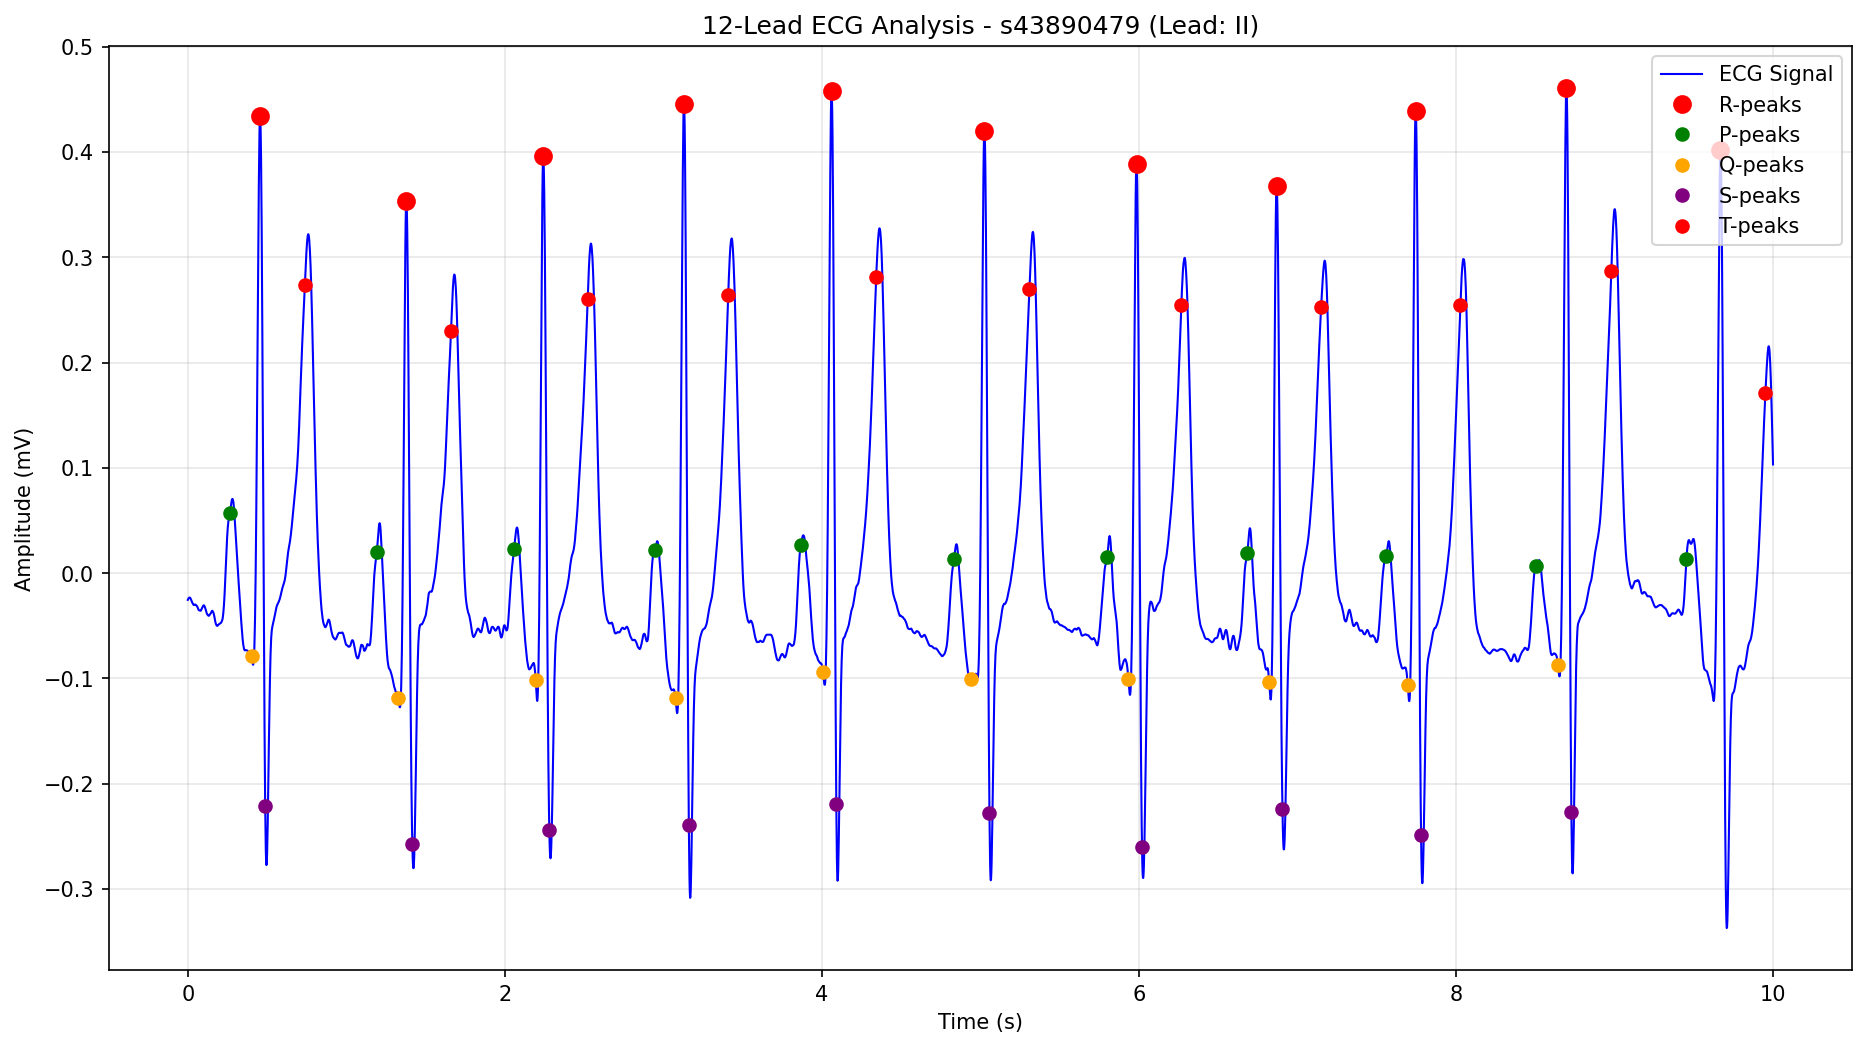 12-Lead ECG Analysis - s43890479 (Lead: II)
0.5
0.4
0.3
0.2
0.1
0.0
−0.1
−0.2
−0.3
Amplitude (mV)
ECG Signal
R-peaks
P-peaks
Q-peaks
S-peaks
T-peaks
0 2 4 6 8 10
Time (s)